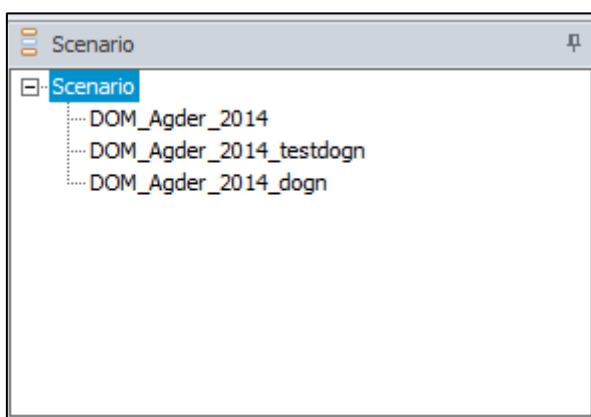 Scenario
Scenario
DOM_Agder_2014
DOM_Agder_2014_testdogn
DOM_Agder_2014_dogn